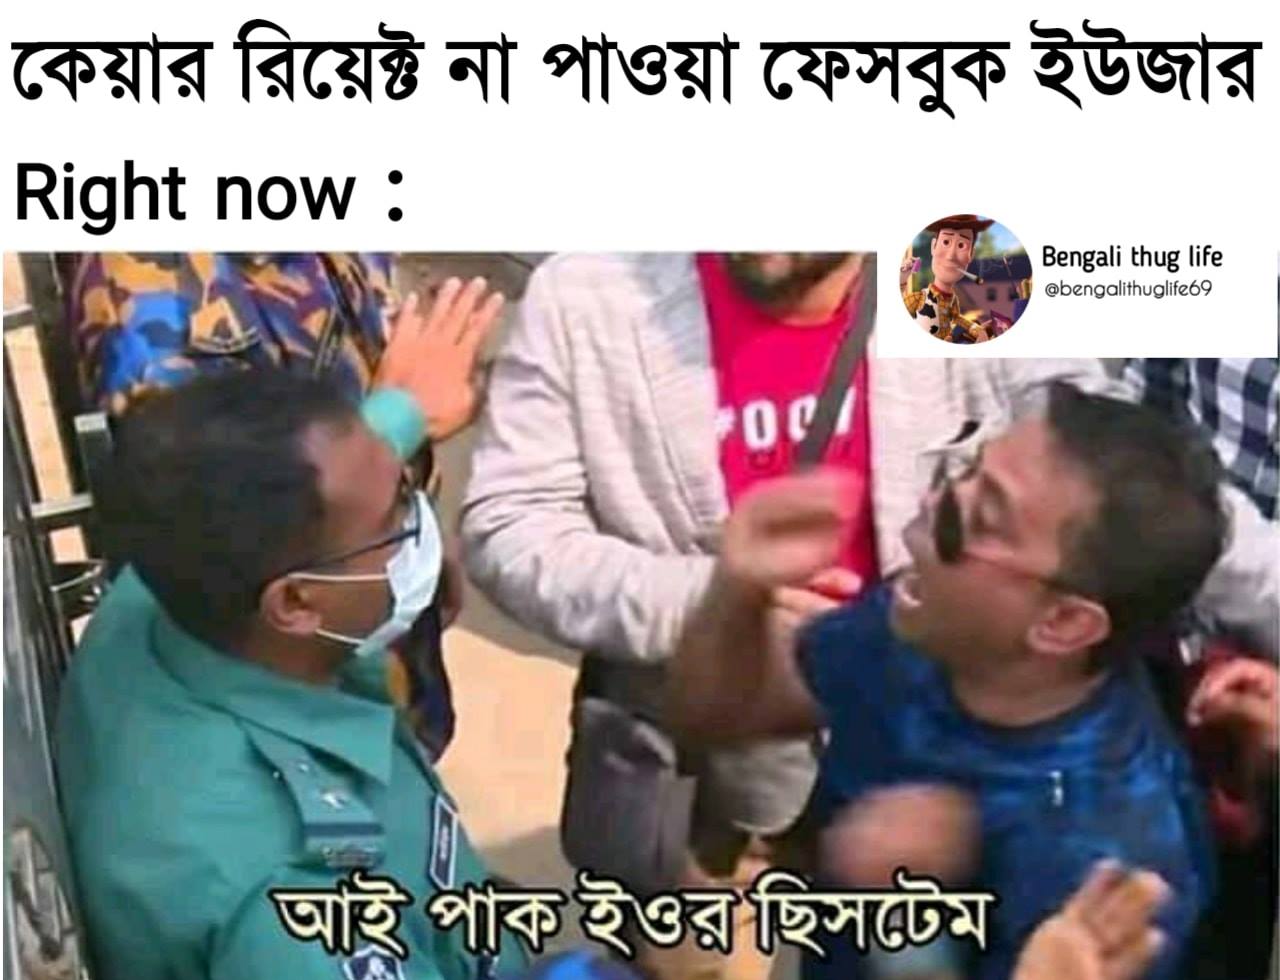 কেয়ার রিয়েক্ট না পাওয়া ফেসবুক ইউজার
Right now :
Bengali thug life
@bengalithuglife69
আই পাক ইওর ছিসটেম